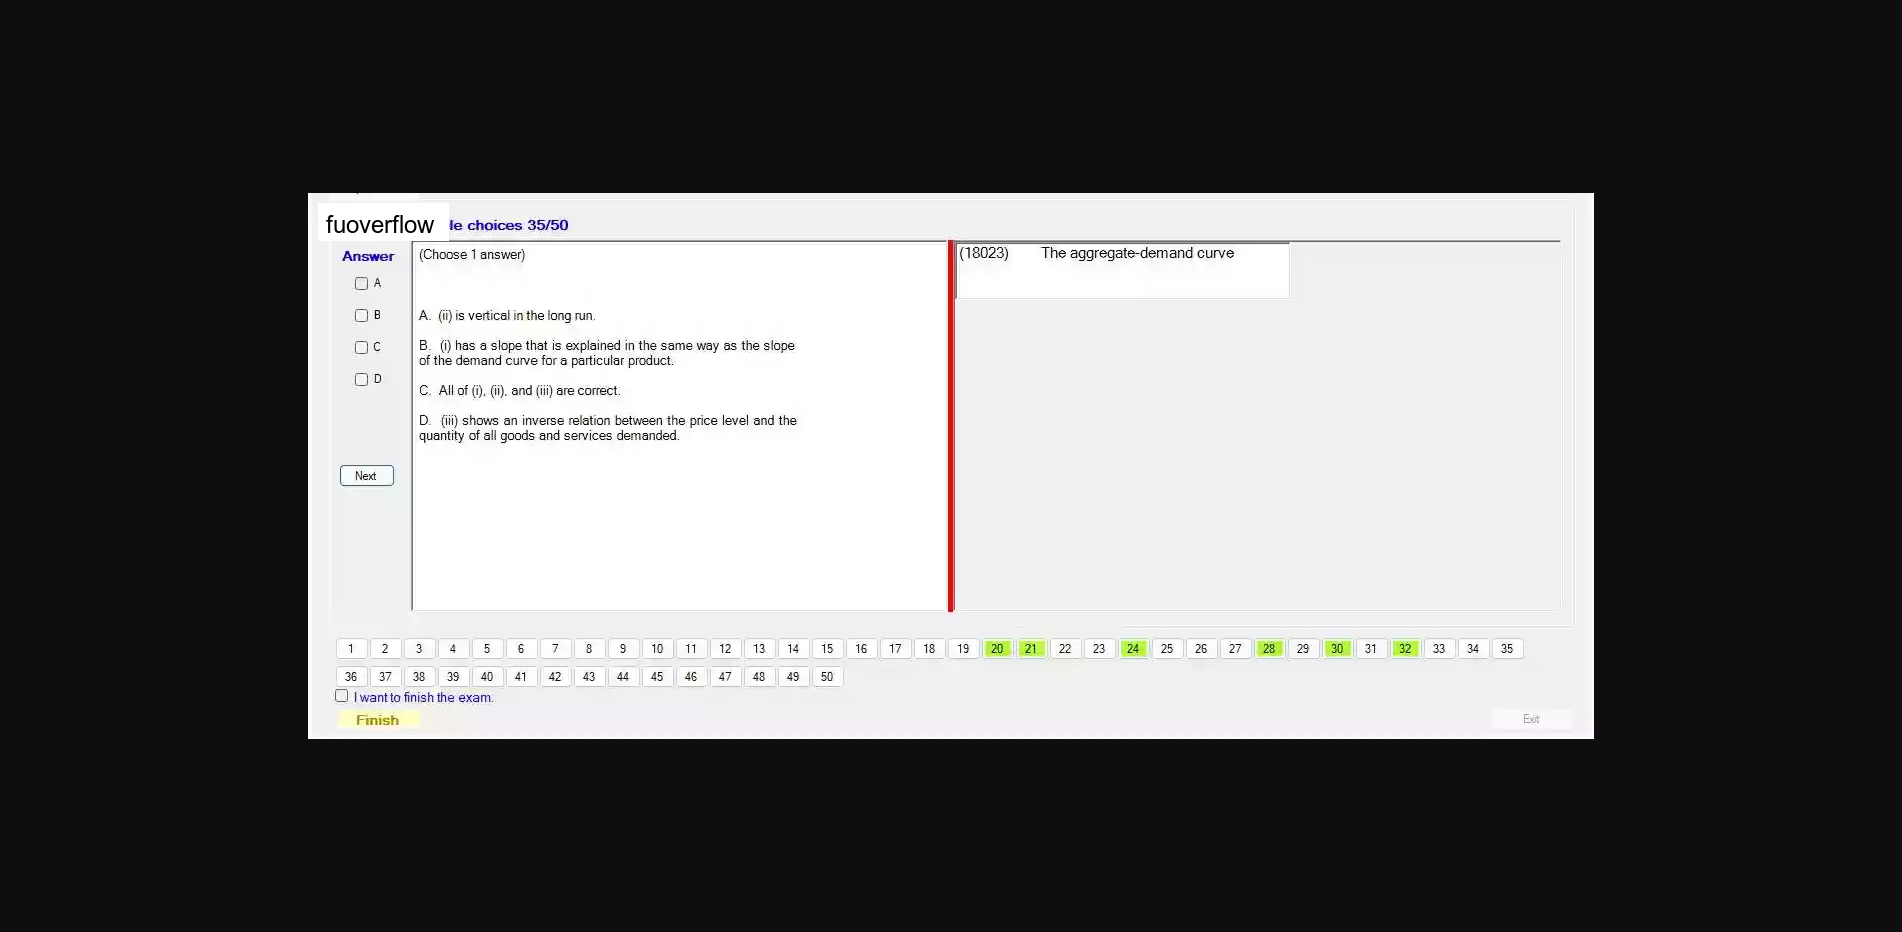 fuoverflow
le choices 35/50
Answer
A
B
C
D
Next
(Choose 1 answer)
A. (ii) is vertical in the long run.
B. (i) has a slope that is explained in the same way as the slope
of the demand curve for a particular product.
C. All of (i), (ii), and (iii) are correct.
D. (iii) shows an inverse relation between the price level and the
quantity of all goods and services demanded.
(18023) The aggregate-demand curve
1 2 3 4 5 6 7 8 9 10 11 12 13 14 15 16 17 18 19 20 21 22 23 24 25 26 27 28 29 30 31 32 33 34 35
36 37 38 39 40 41 42 43 44 45 46 47 48 49 50
I want to finish the exam.
Finish
Exit